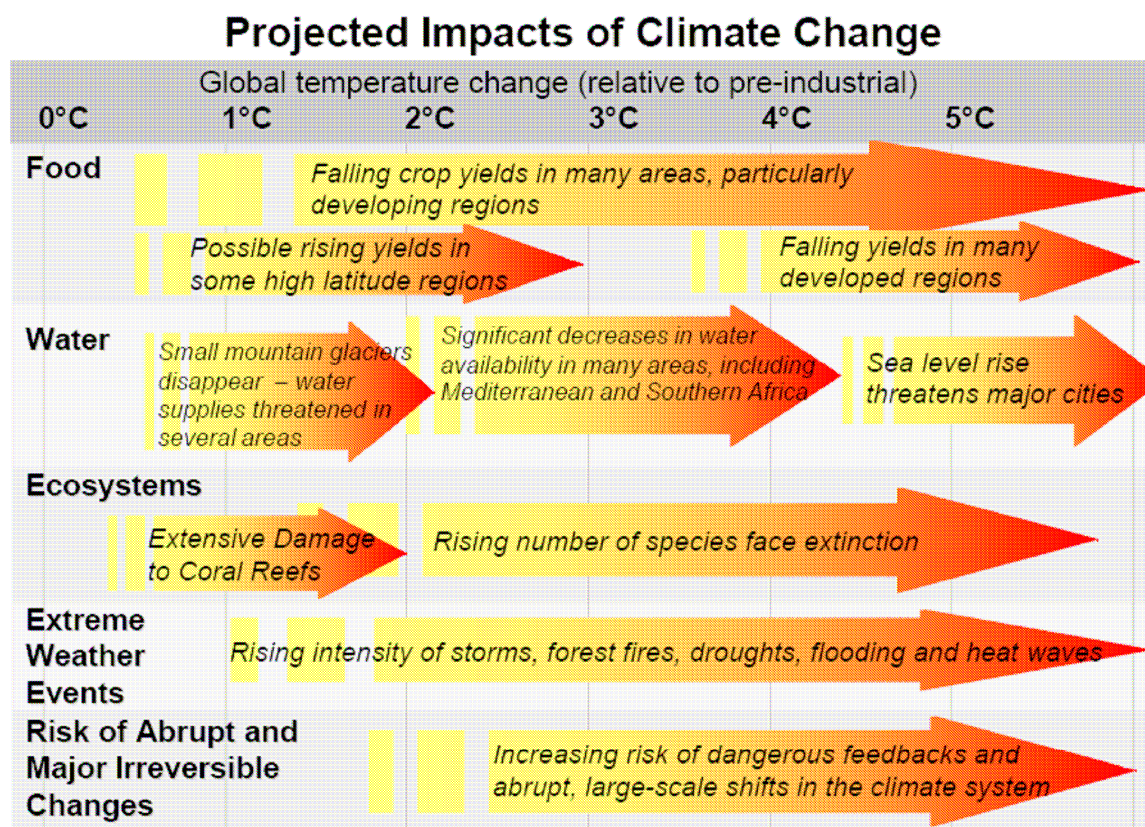 Projected Impacts of Climate Change
Global temperature change (relative to pre-industrial)
0°C 1°C 2°C 3°C 4°C 5°C
Food
Falling crop yields in many areas, particularly
developing regions
Possible rising yields in
some high latitude regions
Falling yields in many
developed regions
Water
Small mountain glaciers
disappear – water
supplies threatened in
several areas
Significant decreases in water
availability in many areas, including
Mediterranean and Southern Africa
Sea level rise
threatens major cities
Ecosystems
Extensive Damage
to Coral Reefs
Rising number of species face extinction
Extreme
Weather
Events
Rising intensity of storms, forest fires, droughts, flooding and heat waves
Risk of Abrupt and
Major Irreversible
Changes
Increasing risk of dangerous feedbacks and
abrupt, large-scale shifts in the climate system